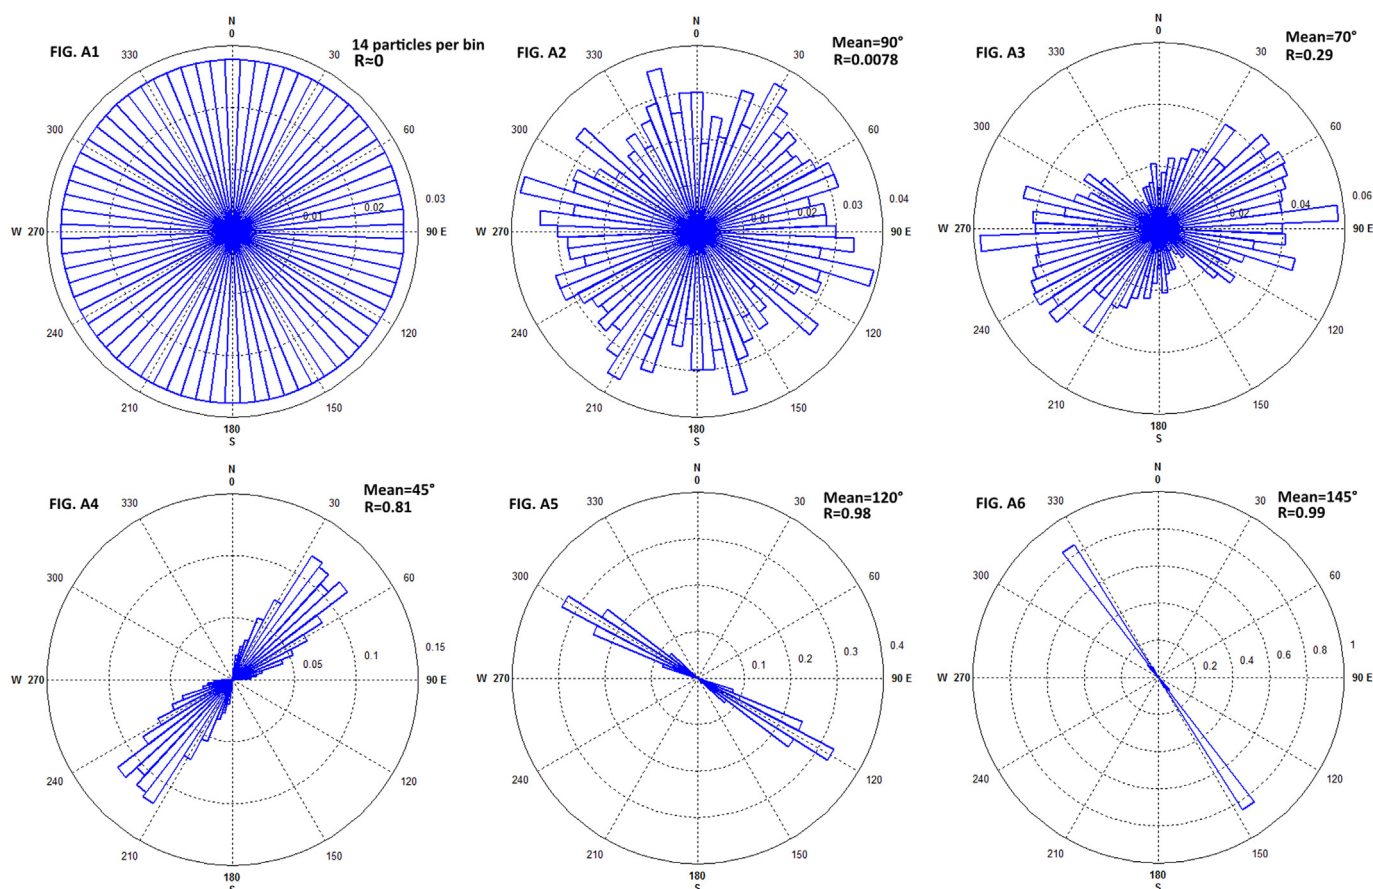 FIG. A1
14 particles per bin
R≈0
N
0
30
60
0.03
0.02
0.01
90 E
120
150
180
S
210
240
W 270
300
330
FIG. A2
Mean=90°
R=0.0078
N
0
30
60
0.04
0.03
0.02
0.01
90 E
120
150
180
S
210
240
W 270
300
330
FIG. A3
Mean=70°
R=0.29
N
0
30
60
0.06
0.04
0.02
90 E
120
150
180
S
210
240
W 270
300
330
FIG. A4
Mean=45°
R=0.81
N
0
30
60
0.15
0.1
0.05
90 E
120
150
180
S
210
240
W 270
300
330
FIG. A5
Mean=120°
R=0.98
N
0
30
60
0.4
0.3
0.2
0.1
90 E
120
150
180
S
210
240
W 270
300
330
FIG. A6
Mean=145°
R=0.99
N
0
30
60
1
0.8
0.6
0.4
0.2
90 E
120
150
180
S
210
240
W 270
300
330